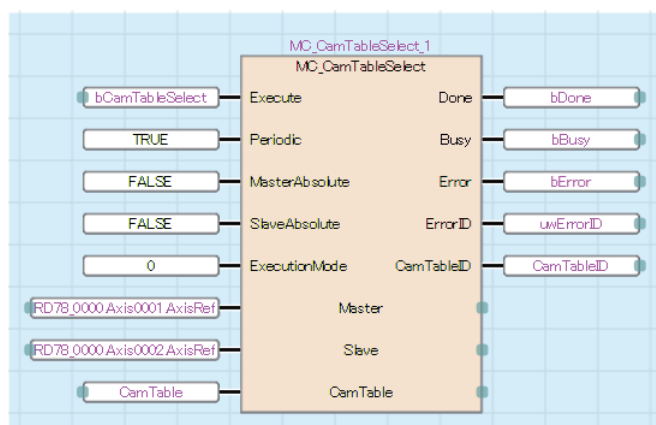 MC_CamTableSelect_1
MC_CamTableSelect
bCamTableSelect Execute Done bDone
TRUE Periodic Busy bBusy
FALSE MasterAbsolute Error bError
FALSE SlaveAbsolute ErrorID uwErrorID
0 ExecutionMode CamTableID CamTableID
RD78_0000.Axis0001.AxisRef Master
RD78_0000.Axis0002.AxisRef Slave
CamTable CamTable